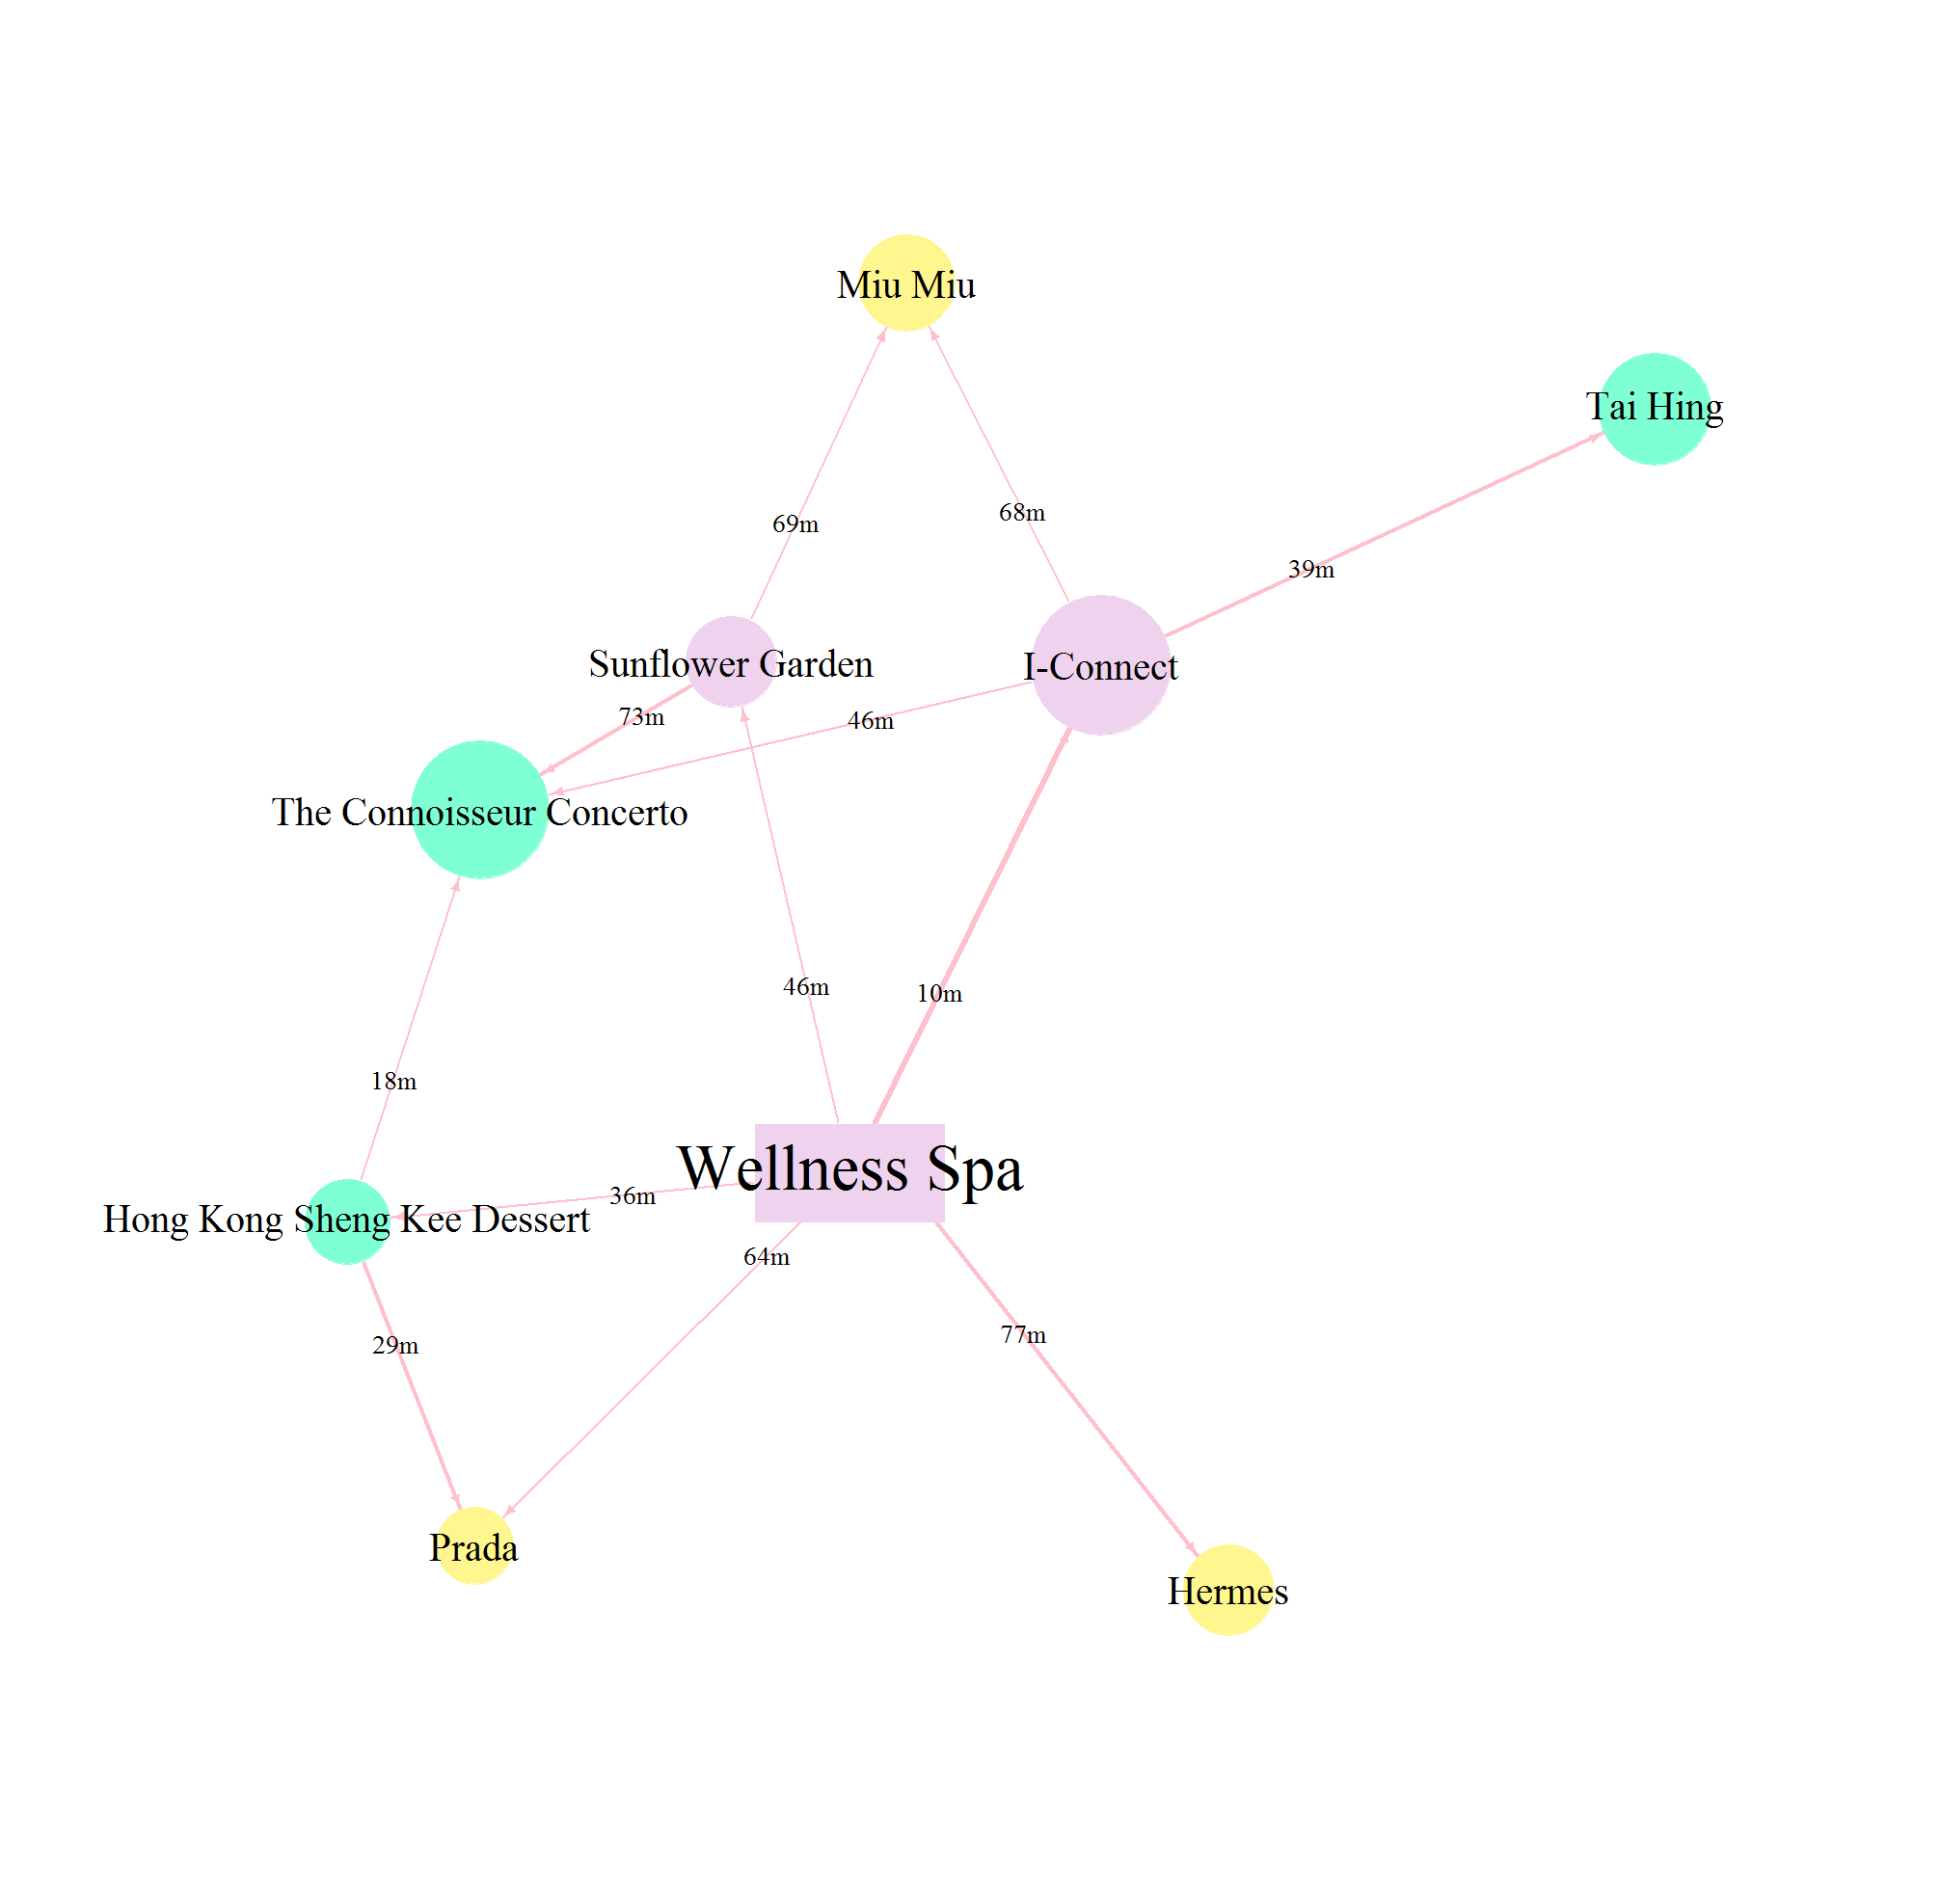 Miu Miu
Tai Hing
69m
68m
39m
Sunflower Garden
I-Connect
73m
46m
The Connoisseur Concerto
46m
10m
18m
Wellness Spa
36m
Hong Kong Sheng Kee Dessert
64m
29m
77m
Prada
Hermes